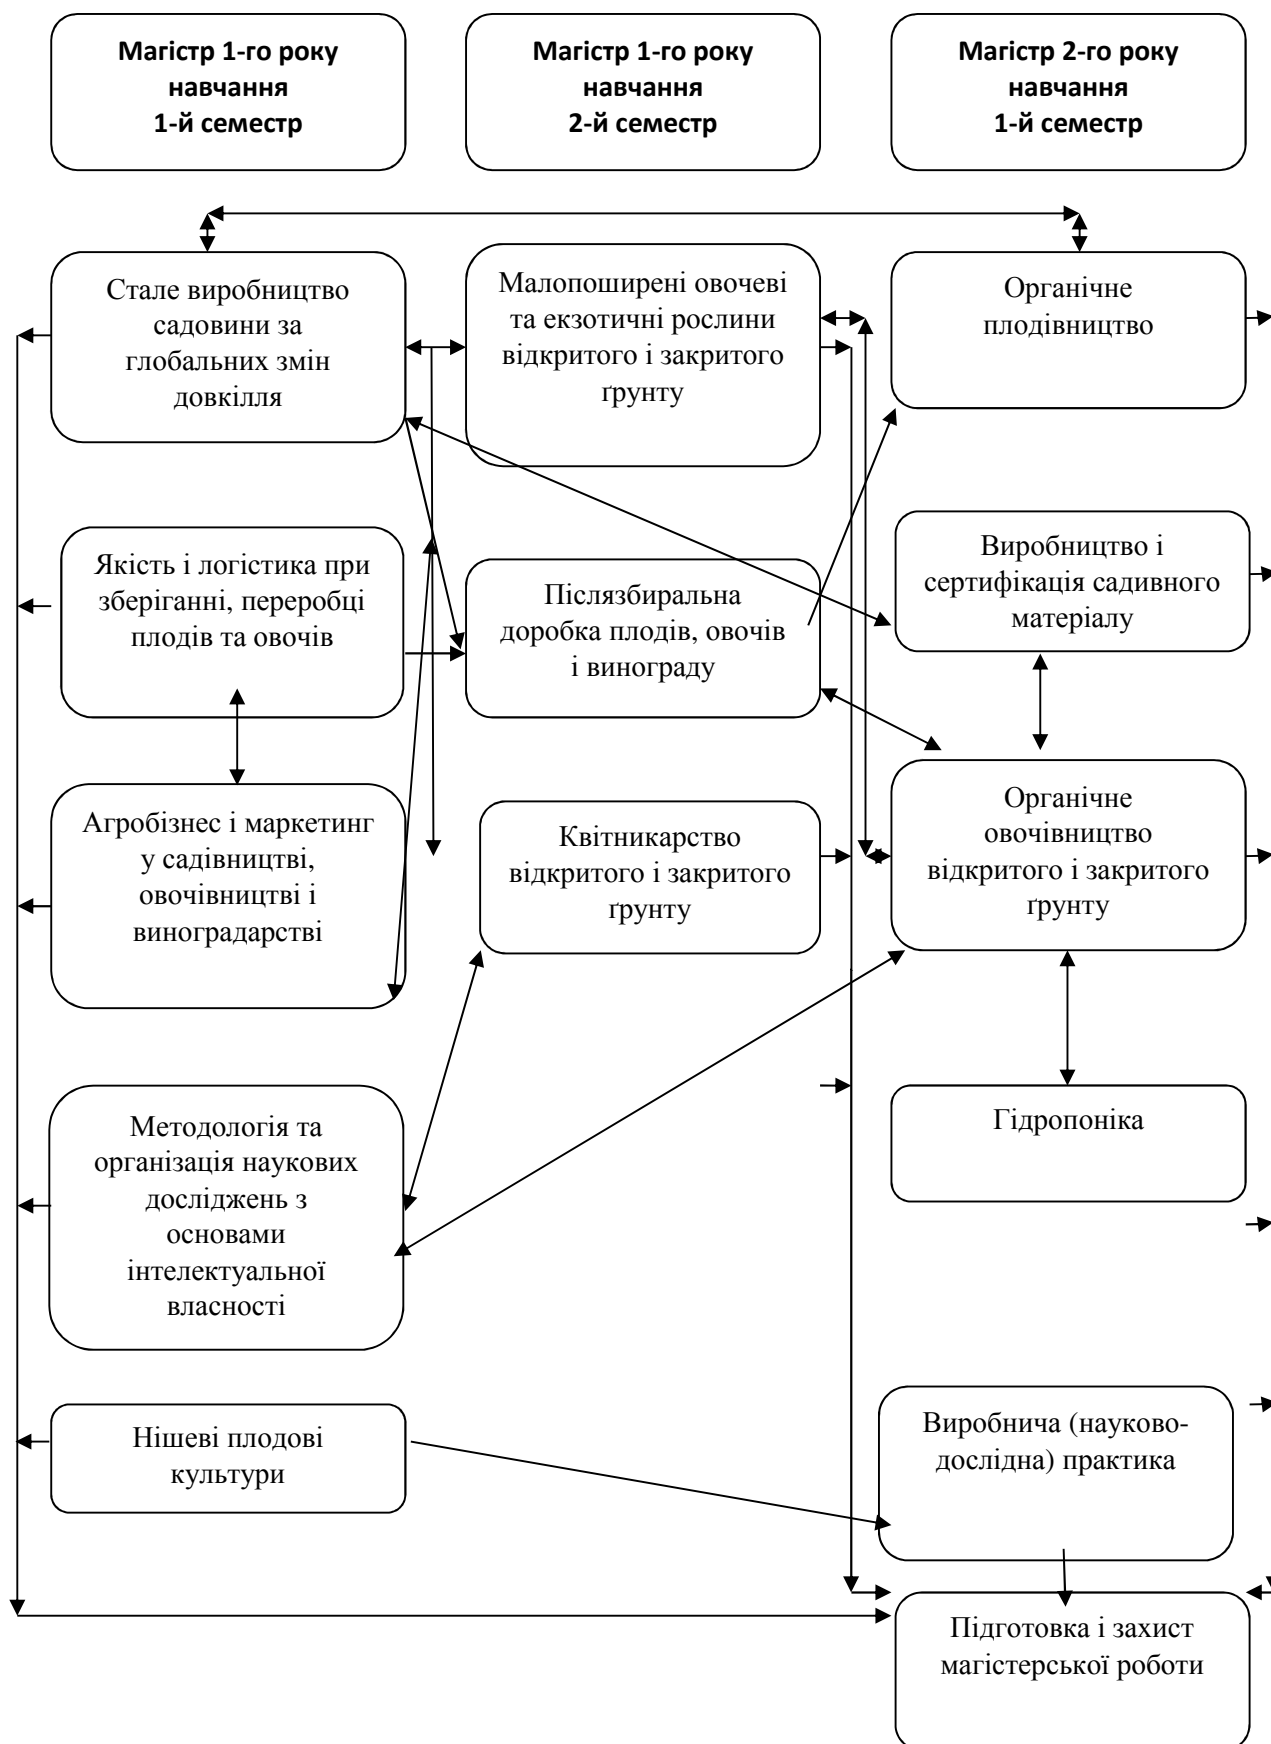 Магістр 1-го року
навчання
1-й семестр
Магістр 1-го року
навчання
2-й семестр
Магістр 2-го року
навчання
1-й семестр
Стале виробництво
садовини за
глобальних змін
довкілля
Малопоширені овочеві
та екзотичні рослини
відкритого і закритого
ґрунту
Органічне
плодівництво
Якість і логістика при
зберіганні, переробці
плодів та овочів
Післязбиральна
доробка плодів, овочів
і винограду
Виробництво і
сертифікація садивного
матеріалу
Агробізнес і маркетинг
у садівництві,
овочівництві і
виноградарстві
Квітникарство
відкритого і закритого
ґрунту
Органічне
овочівництво
відкритого і закритого
ґрунту
Методологія та
організація наукових
досліджень з
основами
інтелектуальної
власності
Гідропоніка
Нішеві плодові
культури
Виробнича (науково-
дослідна) практика
Підготовка і захист
магістерської роботи